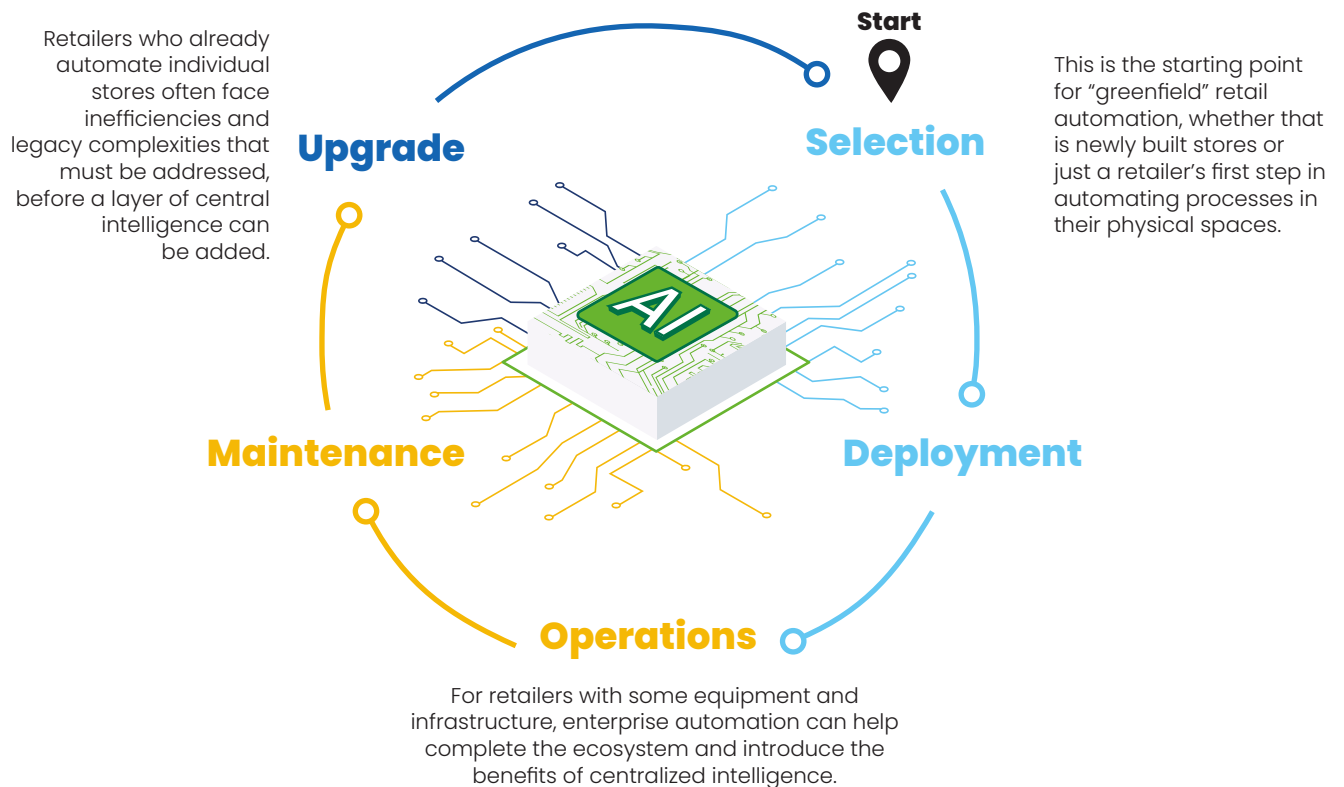 Start
Selection
This is the starting point
for “greenfield” retail
automation, whether that
is newly built stores or
just a retailer’s first step in
automating processes in
their physical spaces.
Deployment
Operations
For retailers with some equipment and
infrastructure, enterprise automation can help
complete the ecosystem and introduce the
benefits of centralized intelligence.
Maintenance
Upgrade
Retailers who already
automate individual
stores often face
inefficiencies and
legacy complexities that
must be addressed,
before a layer of central
intelligence can
be added.
AI